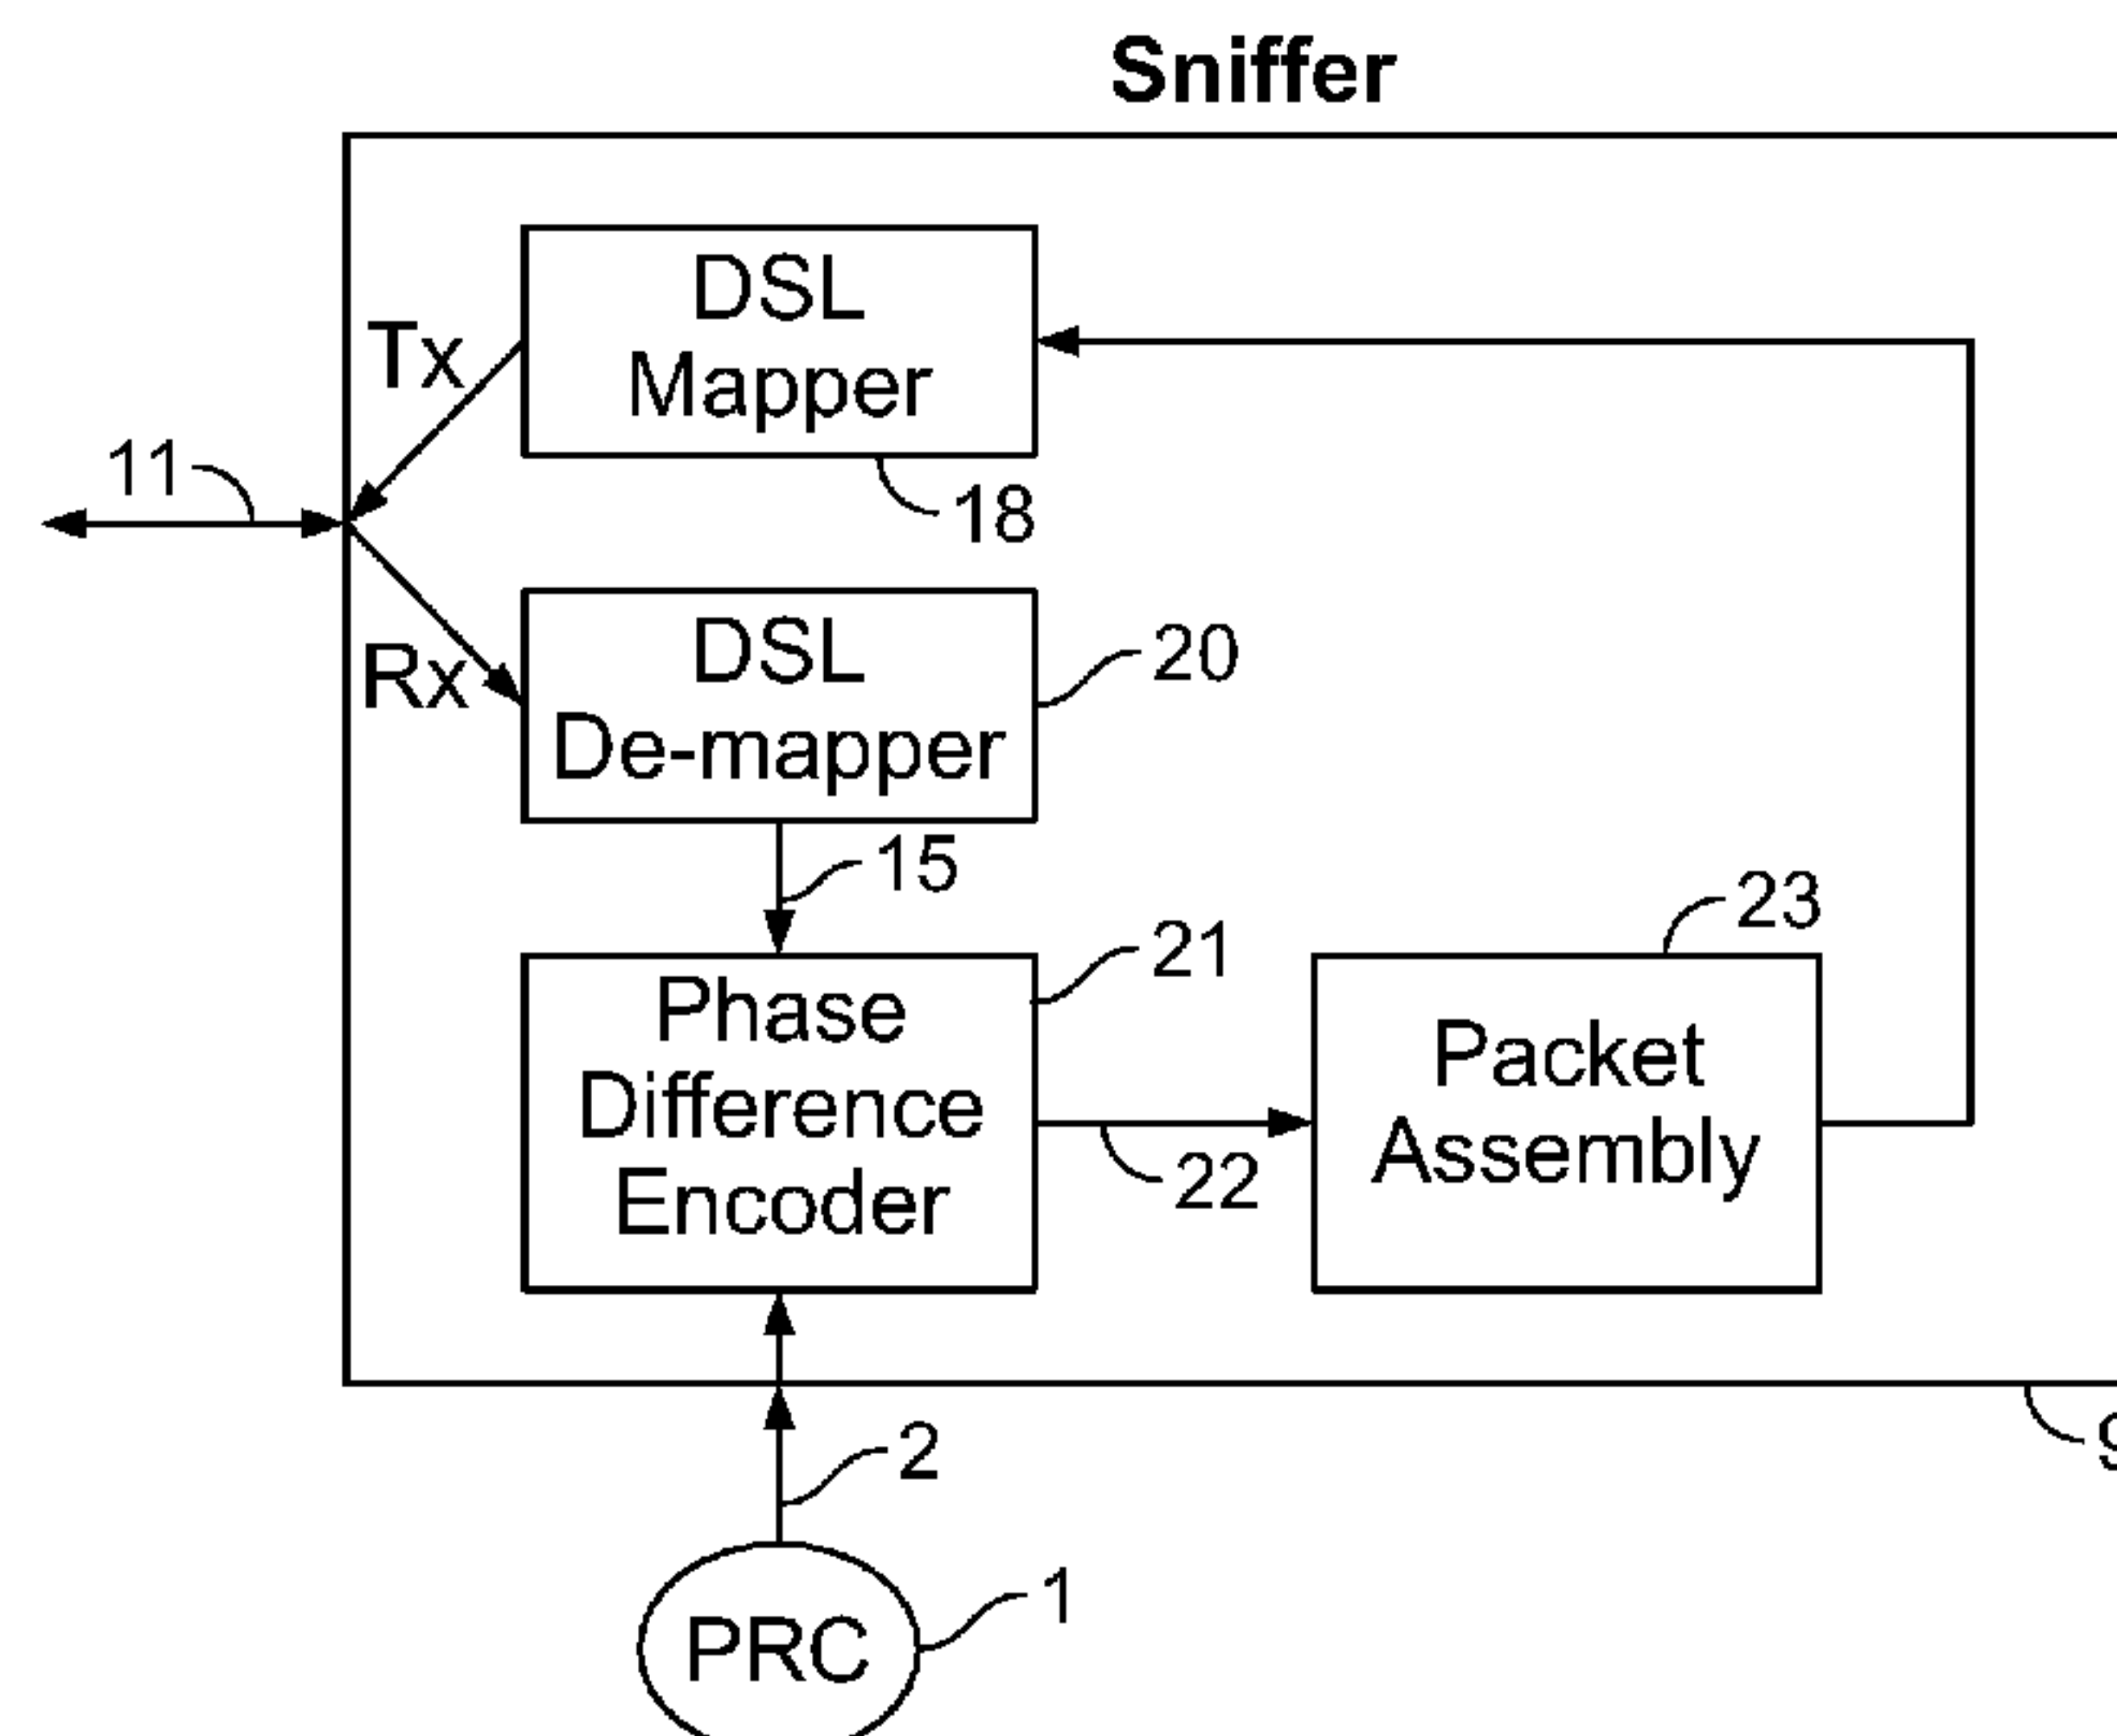 Sniffer
DSL
Mapper
Tx
11
18
DSL
De-mapper
20
Rx
15
21
23
Phase
Difference
Encoder
Packet
Assembly
22
2
9
1
PRC